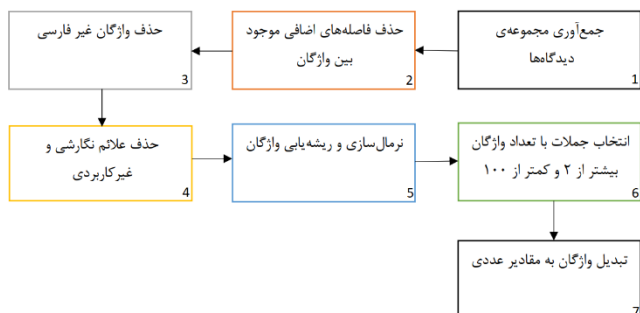 جمع‌آوری مجموعه‌ی
دیدگاه‌ها
1
حذف فاصله‌های اضافی موجود
بین واژگان
2
حذف واژگان غیر فارسی
3
حذف علائم نگارشی و
غیرکاربردی
4
نرمال‌سازی و ریشه‌یابی واژگان
5
انتخاب جملات با تعداد واژگان
بیشتر از ۲ و کمتر از ۱۰۰
6
تبدیل واژگان به مقادیر عددی
7